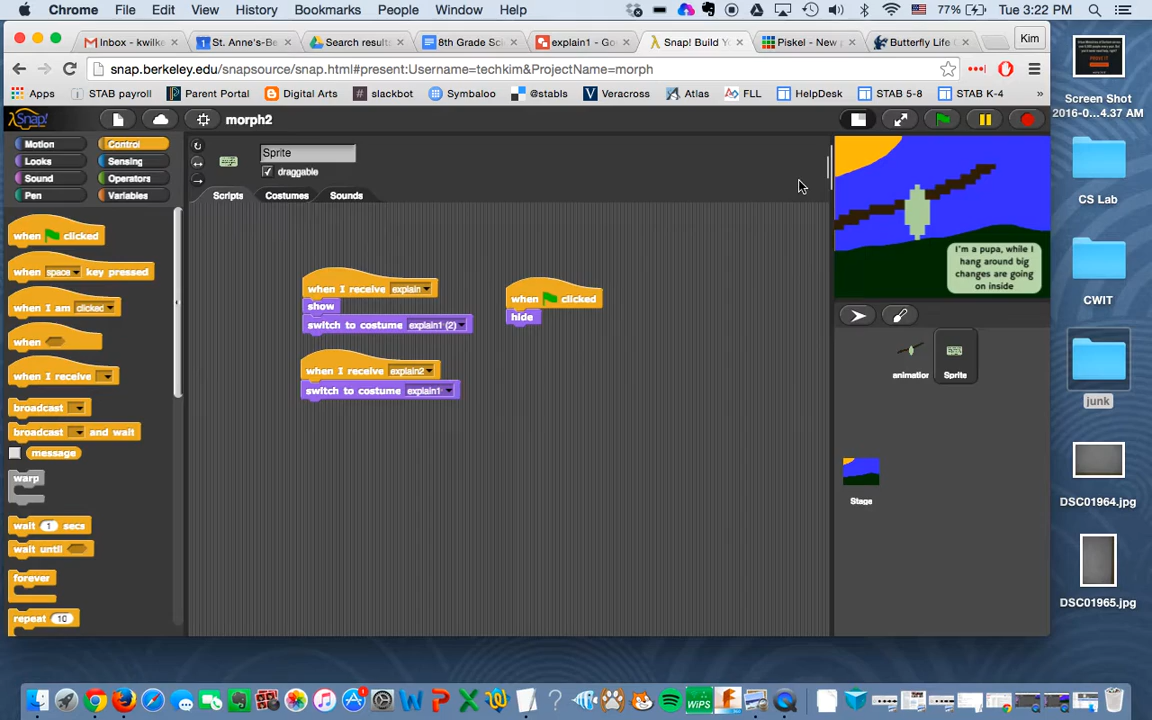 Chrome File Edit View History Bookmarks People Window Help 77% Tue 3:22 PM
Inbox - kwilke St. Anne's-Be Search results 8th Grade Sci explain1 - Goo Snap! Build Y Piskel - New p Butterfly Life C Kim
snap.berkeley.edu/snapsource/snap.html#present:Username=techkim&ProjectName=morph
Apps STAB payroll Parent Portal Digital Arts slackbot Symbaloo @stabls Veracross Atlas FLL HelpDesk STAB 5-8 STAB K-4 »
Snap! morph2
Motion Control
Looks Sensing
Sound Operators
Pen Variables
Sprite
draggable
Scripts Costumes Sounds
when clicked
when space key pressed
when I am clicked
when
when I receive
broadcast
broadcast and wait
message
warp
wait 1 secs
wait until
forever
repeat 10
when I receive explain
show
switch to costume explain1 (2)
when I receive explain2
switch to costume explain1
when clicked
hide
I'm a pupa, while I
hang around big
changes are going
on inside
animation Sprite
Stage
Screen Shot
2016-0...4.37 AM
CS Lab
CWIT
junk
DSC01964.jpg
DSC01965.jpg
WiPS